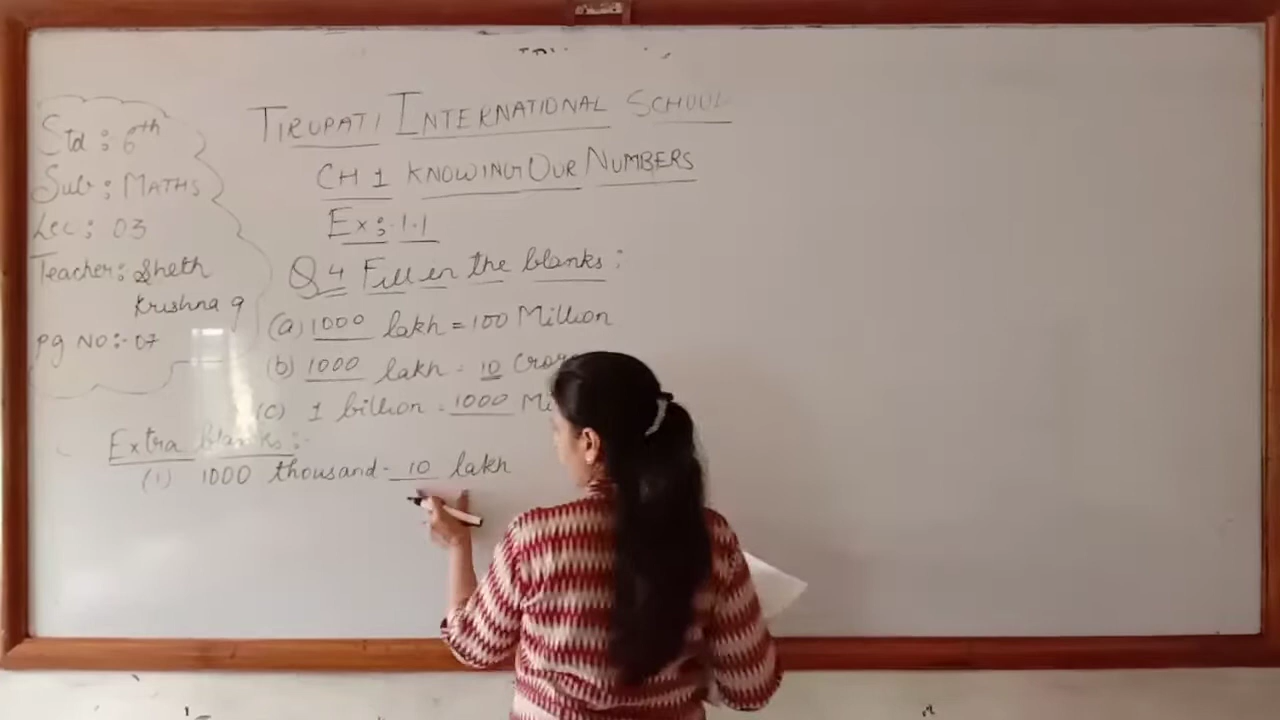 Std : 6th
Sub : MATHS
Lec : 03
Teacher : Sheth
Krishna g
Pg NO :- 07
TIRUPATI INTERNATIONAL SCHOOL
CH 1 KNOWING OUR NUMBERS
Ex :- 1.1
Q 4 Fill in the blanks :
(a) 1000 lakh = 100 Million
(b) 1000 lakh = 10
(c) 1 billion = 1000
Extra Blanks :-
(1) 1000 thousand = 10 lakh